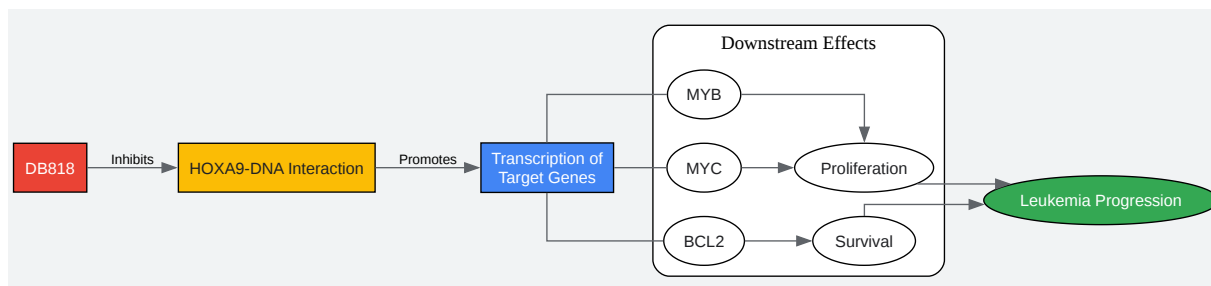 Downstream Effects
MYB
DB818
Inhibits
HOXA9-DNA Interaction
Promotes
Transcription of
Target Genes
MYC
Proliferation
Leukemia Progression
BCL2
Survival